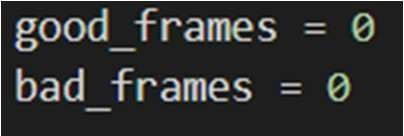 good_frames = 0
bad_frames = 0